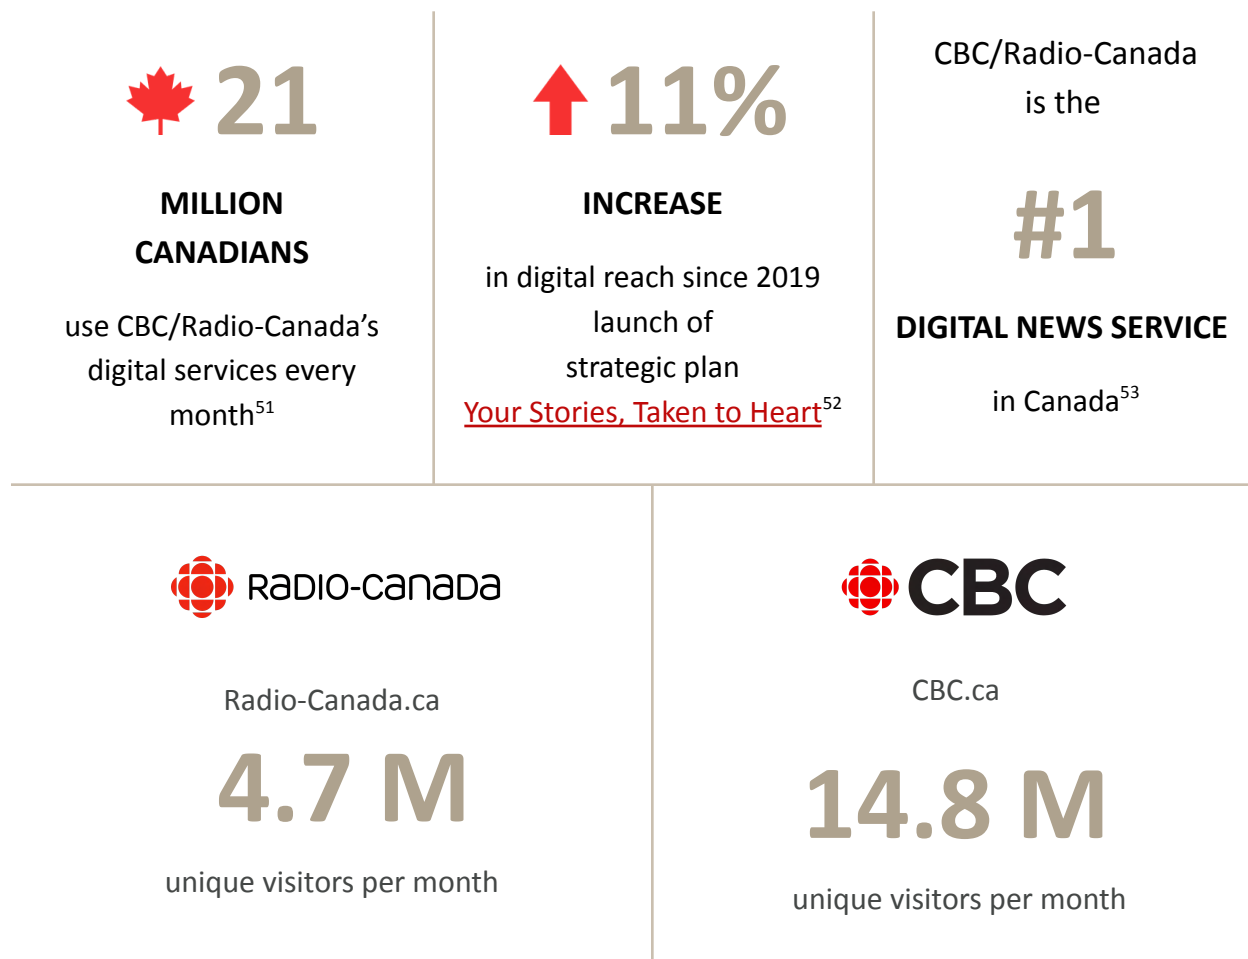 21
MILLION
CANADIANS
use CBC/Radio-Canada’s
digital services every
month51
11%
INCREASE
in digital reach since 2019
launch of
strategic plan
Your Stories, Taken to Heart52
CBC/Radio-Canada
is the
#1
DIGITAL NEWS SERVICE
in Canada53
RADIO-CANADA
Radio-Canada.ca
4.7 M
unique visitors per month
CBC
CBC.ca
14.8 M
unique visitors per month